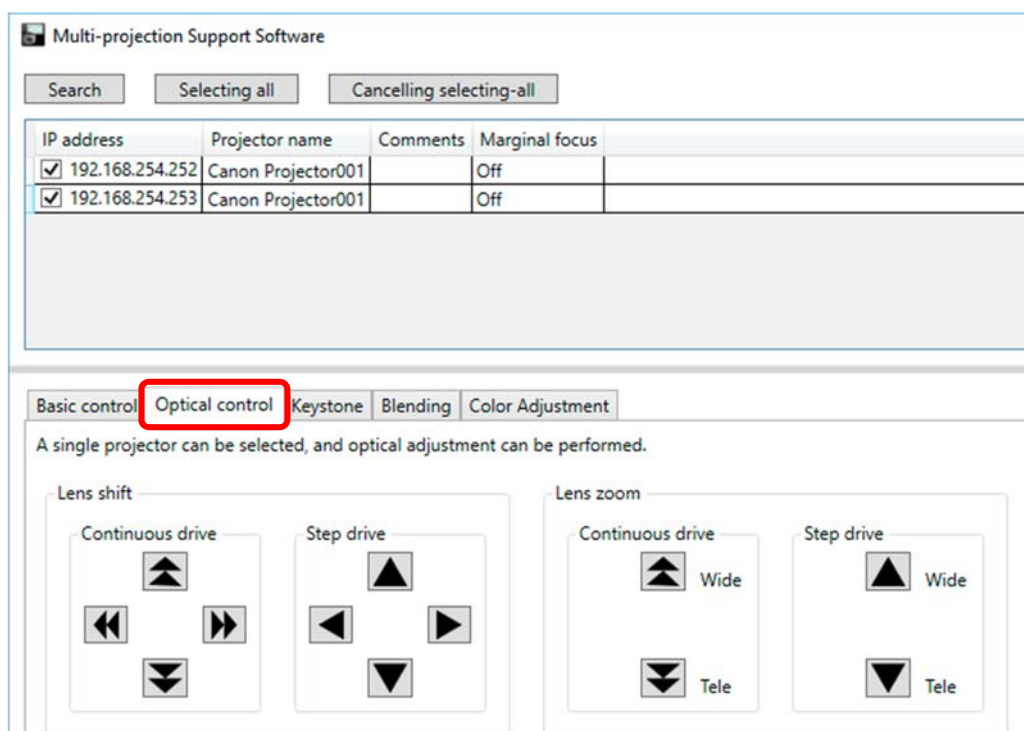 Multi-projection Support Software
Search Selecting all Cancelling selecting-all
IP address Projector name Comments Marginal focus
192.168.254.252 Canon Projector001 Off
192.168.254.253 Canon Projector001 Off
Basic control Optical control Keystone Blending Color Adjustment
A single projector can be selected, and optical adjustment can be performed.
Lens shift Lens zoom
Continuous drive Step drive Continuous drive Step drive
Wide Wide
Tele Tele